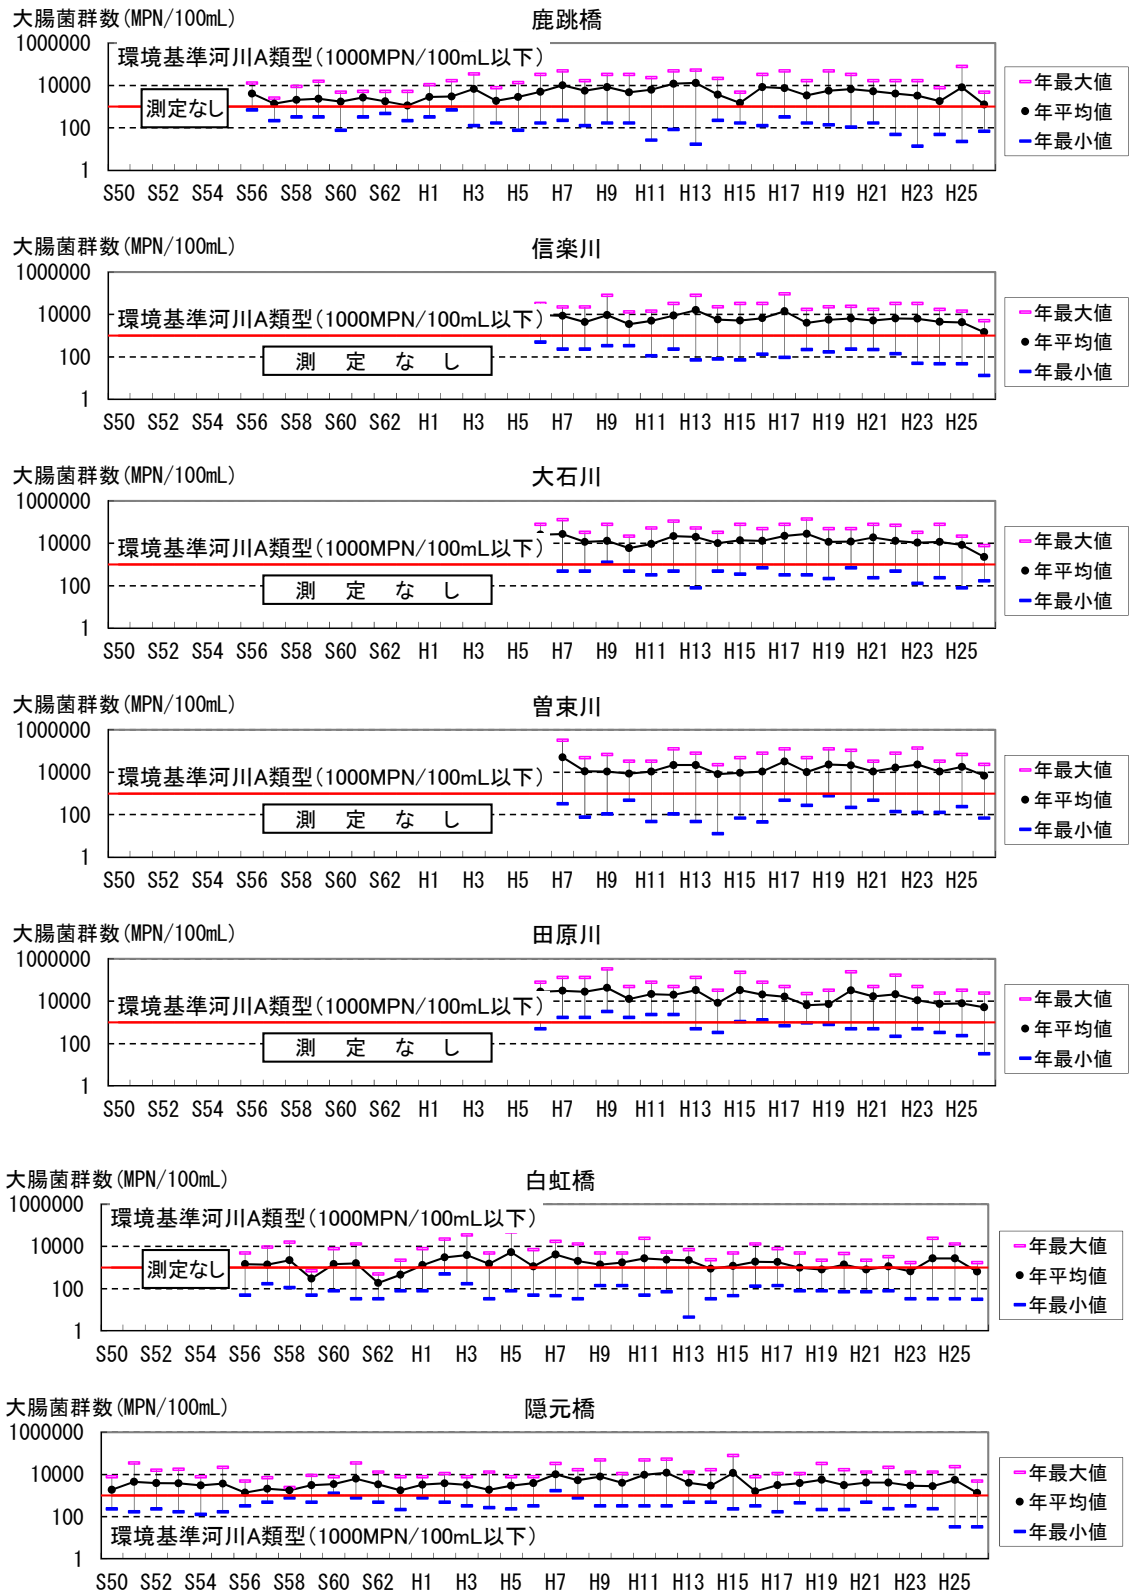 大腸菌群数(MPN/100mL)
鹿跳橋
1000000
環境基準河川A類型(1000MPN/100mL以下)
10000
測定なし
100
1
S50 S52 S54 S56 S58 S60 S62 H1 H3 H5 H7 H9 H11 H13 H15 H17 H19 H21 H23 H25
年最大値
年平均値
年最小値
大腸菌群数(MPN/100mL)
信楽川
1000000
10000
環境基準河川A類型(1000MPN/100mL以下)
100
測 定 な し
1
S50 S52 S54 S56 S58 S60 S62 H1 H3 H5 H7 H9 H11 H13 H15 H17 H19 H21 H23 H25
年最大値
年平均値
年最小値
大腸菌群数(MPN/100mL)
大石川
1000000
10000
環境基準河川A類型(1000MPN/100mL以下)
100
測 定 な し
1
S50 S52 S54 S56 S58 S60 S62 H1 H3 H5 H7 H9 H11 H13 H15 H17 H19 H21 H23 H25
年最大値
年平均値
年最小値
大腸菌群数(MPN/100mL)
曽束川
1000000
10000
環境基準河川A類型(1000MPN/100mL以下)
100
測 定 な し
1
S50 S52 S54 S56 S58 S60 S62 H1 H3 H5 H7 H9 H11 H13 H15 H17 H19 H21 H23 H25
年最大値
年平均値
年最小値
大腸菌群数(MPN/100mL)
田原川
1000000
10000
環境基準河川A類型(1000MPN/100mL以下)
100
測 定 な し
1
S50 S52 S54 S56 S58 S60 S62 H1 H3 H5 H7 H9 H11 H13 H15 H17 H19 H21 H23 H25
年最大値
年平均値
年最小値
大腸菌群数(MPN/100mL)
白虹橋
1000000
環境基準河川A類型(1000MPN/100mL以下)
10000
測定なし
100
1
S50 S52 S54 S56 S58 S60 S62 H1 H3 H5 H7 H9 H11 H13 H15 H17 H19 H21 H23 H25
年最大値
年平均値
年最小値
大腸菌群数(MPN/100mL)
隠元橋
1000000
10000
100
環境基準河川A類型(1000MPN/100mL以下)
1
S50 S52 S54 S56 S58 S60 S62 H1 H3 H5 H7 H9 H11 H13 H15 H17 H19 H21 H23 H25
年最大値
年平均値
年最小値